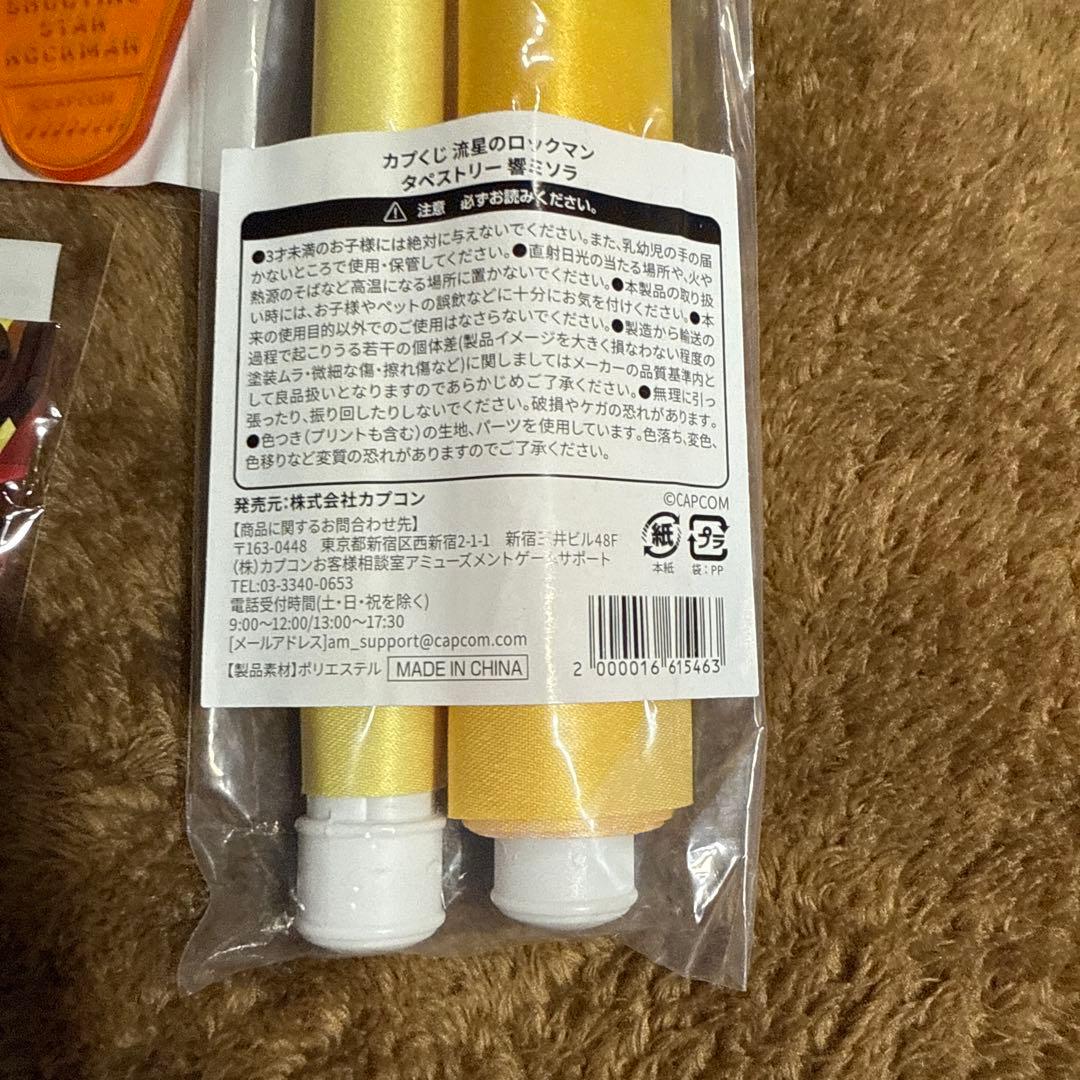 SHOOTING
STAR
ROCKMAN
©CAPCOM
カプくじ 流星のロックマン
タペストリー 響ミソラ
注意 必ずお読みください。
●3才未満のお子様には絶対に与えないでください。また、乳幼児の手の届
かないところで使用・保管してください。●直射日光の当たる場所や、火や
熱源のそばなど高温になる場所に置かないでください。●本製品の取り扱
い時には、お子様やペットの誤飲などに十分にお気を付けください。●本
来の使用目的以外でのご使用はなさらないでください。●製造から輸送の
過程で起こりうる若干の個体差(製品イメージを大きく損なわない程度の
塗装ムラ・微細な傷・擦れ傷など)に関しましてはメーカーの品質基準内と
して良品扱いとなりますのであらかじめご了承ください。●無理に引っ
張ったり、振り回したりしないでください。破損やケガの恐れがあります。
●色つき(プリントも含む)の生地、パーツを使用しています。色落ち、変色、
色移りなど変質の恐れがありますのでご了承ください。
発売元:株式会社カプコン
©CAPCOM
【商品に関するお問合わせ先】
〒163-0448 東京都新宿区西新宿2-1-1 新宿三井ビル48F
(株)カプコンお客様相談室アミューズメントゲームサポート
TEL:03-3340-0653
電話受付時間(土・日・祝を除く)
9:00～12:00/13:00～17:30
[メールアドレス]am_support@capcom.com
【製品素材】ポリエステル MADE IN CHINA
紙 プラ
本紙 袋:PP
2 000016 615463